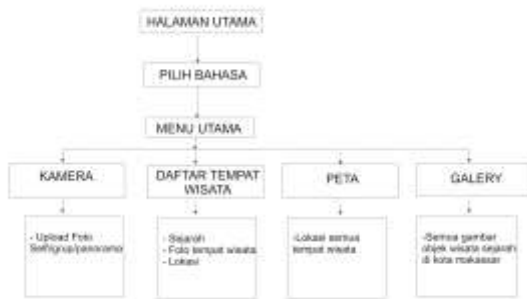 HALAMAN UTAMA
PILIH BAHASA
MENU UTAMA
KAMERA
DAFTAR TEMPAT
WISATA
PETA
GALERY
- Upload Foto
Selfi/grup/panorama
- Sejarah
- Foto tempat wisata
- Lokasi
-Lokasi semua
tempat wisata
-Semua gambar
objek wisata sejarah
di kota makassar